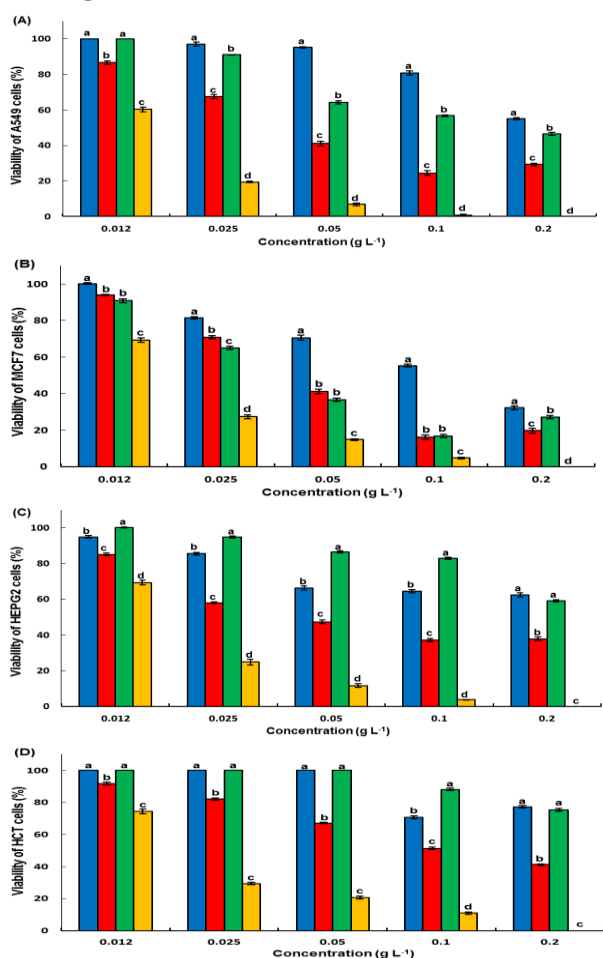 (A)
Viability of A549 cells (%)
100
80
60
40
20
0
a b a c a c b d a c b d a c b d a c b d
0.012 0.025 0.05 0.1 0.2
Concentration (g L-1)
(B)
Viability of MCF7 cells (%)
100
80
60
40
20
0
a b b c a b c d a b b c a b b c a c b d
0.012 0.025 0.05 0.1 0.2
Concentration (g L-1)
(C)
Viability of HEPG2 cells (%)
100
80
60
40
20
0
b c a d b c a d b c a d b c a d a b a c
0.012 0.025 0.05 0.1 0.2
Concentration (g L-1)
(D)
Viability of HCT cells (%)
100
80
60
40
20
0
a b a c a b a c a b a c b c a d a b a c
0.012 0.025 0.05 0.1 0.2
Concentration (g L-1)